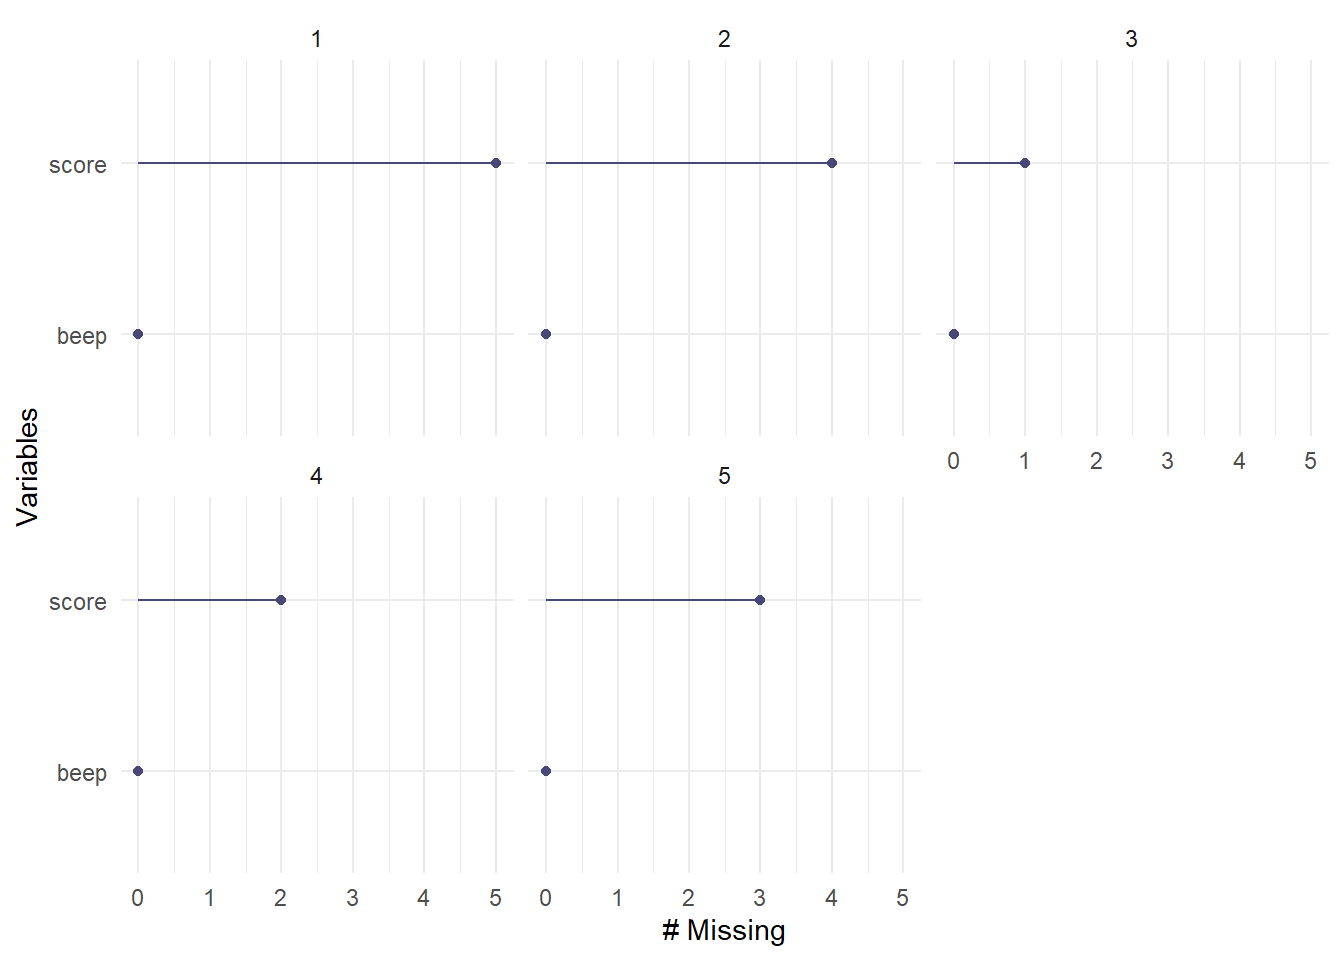 1 2 3
score
beep
0 1 2 3 4 5
Variables
4 5
score
beep
0 1 2 3 4 5 0 1 2 3 4 5
# Missing